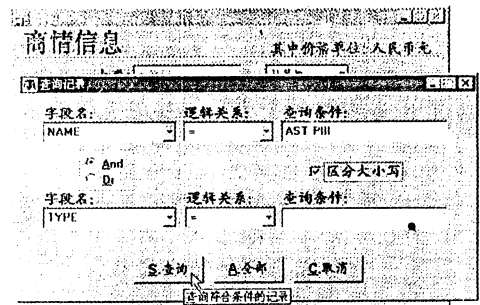 商情信息
其中价需单位:人民币元
查询记录
字段名: 逻辑关系: 查询条件:
NAME = AST PIII
And
Or
区分大小写
字段名: 逻辑关系: 查询条件:
TYPE =
S.查询 A.全部 C.取消
查询符合条件的记录